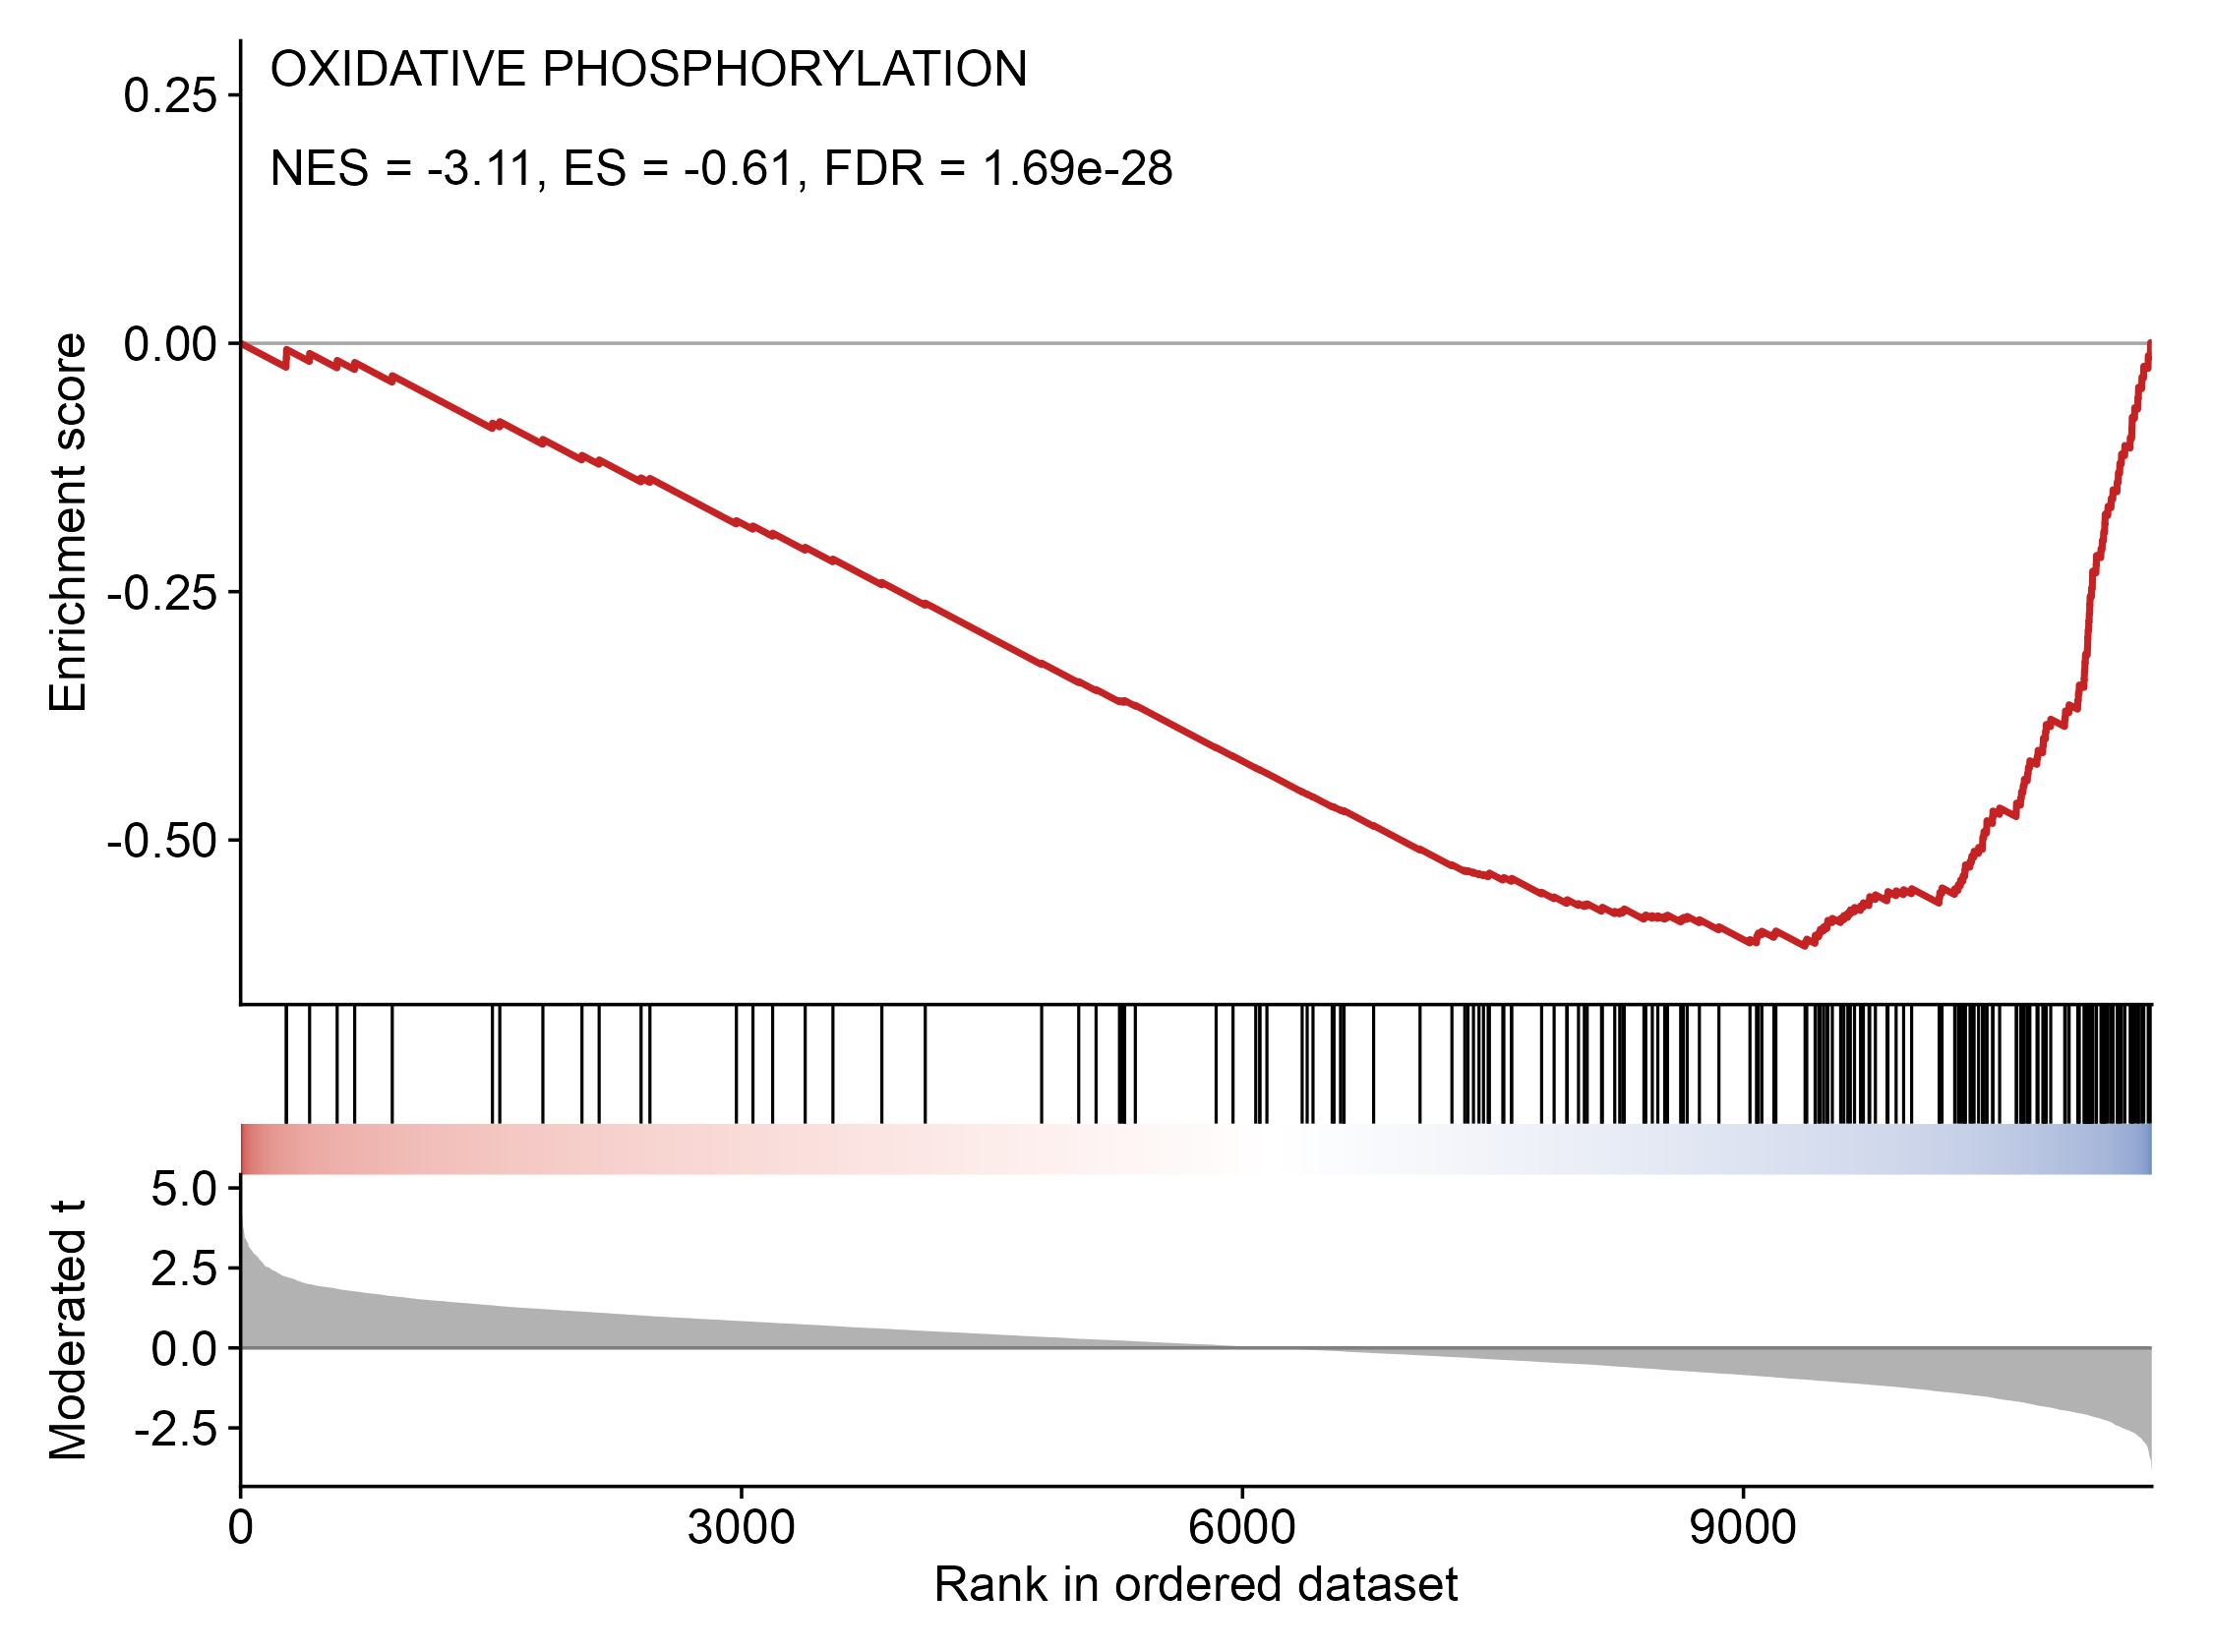 OXIDATIVE PHOSPHORYLATION
NES = -3.11, ES = -0.61, FDR = 1.69e-28
Enrichment score
0.25
0.00
-0.25
-0.50
Moderated t
5.0
2.5
0.0
-2.5
0 3000 6000 9000
Rank in ordered dataset